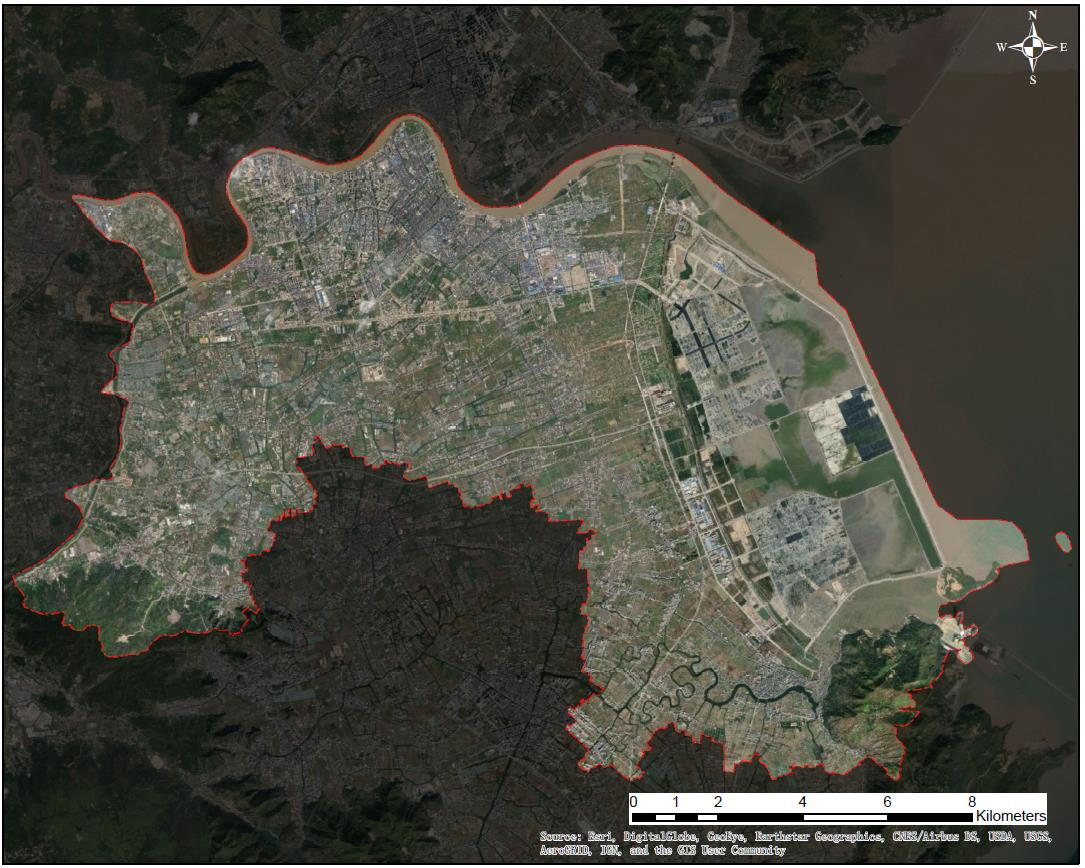 N
W E
S
0 1 2 4 6 8
Kilometers
Source: Esri, DigitalGlobe, GeoEye, Earthstar Geographics, CNES/Airbus DS, USDA, USGS,
AeroGRID, IGN, and the GIS User Community